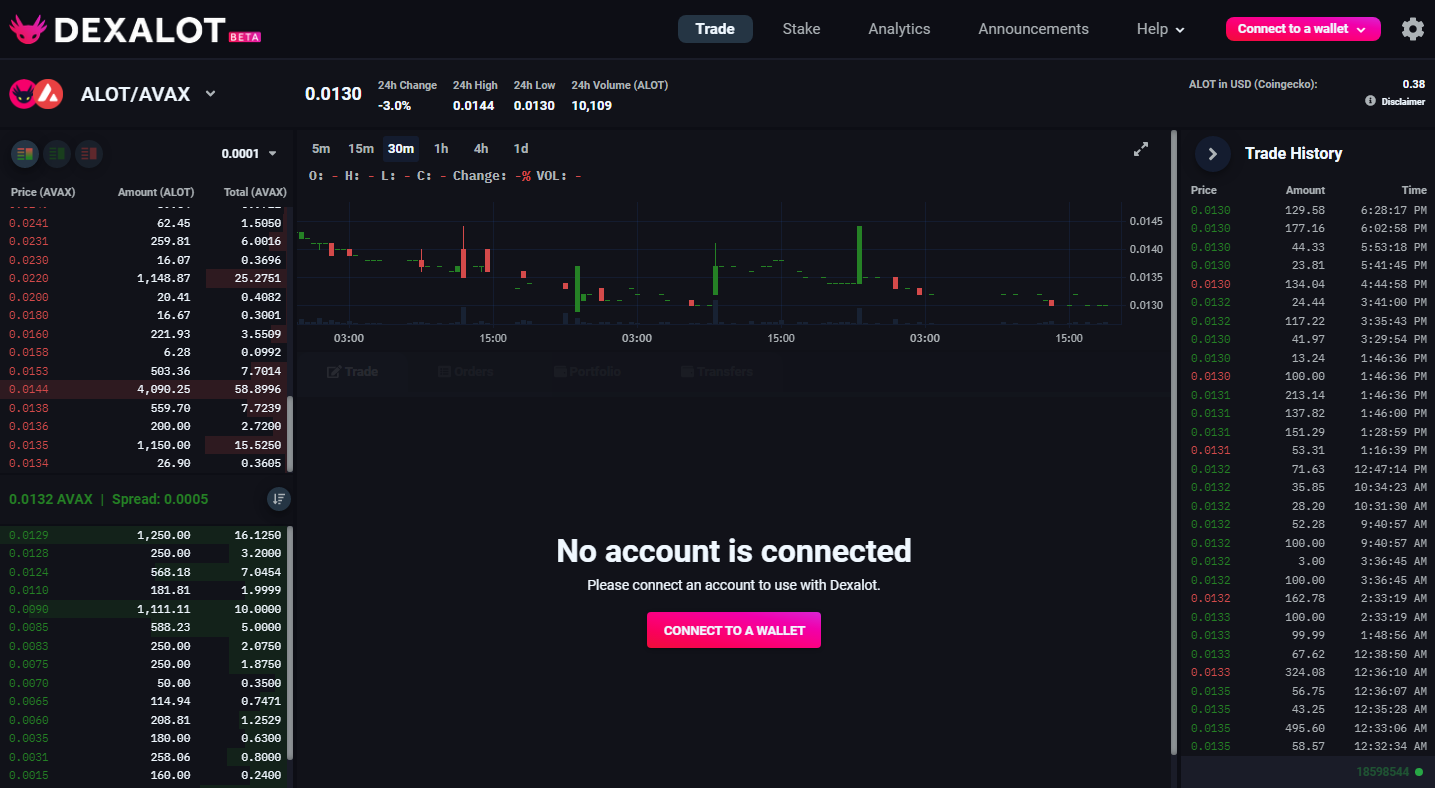 DEXALOT BETA
Trade Stake Analytics Announcements Help Connect to a wallet
ALOT/AVAX 0.0130
24h Change 24h High 24h Low 24h Volume (ALOT)
-3.0% 0.0144 0.0130 10,109
ALOT in USD (Coingecko): 0.38
Disclaimer
0.0001
Price (AVAX) Amount (ALOT) Total (AVAX)
0.0241 62.45 1.5050
0.0231 259.81 6.0016
0.0230 16.07 0.3696
0.0220 1,148.87 25.2751
0.0200 20.41 0.4082
0.0180 16.67 0.3001
0.0160 221.93 3.5509
0.0158 6.28 0.0992
0.0153 503.36 7.7014
0.0144 4,090.25 58.8996
0.0138 559.70 7.7239
0.0136 200.00 2.7200
0.0135 1,150.00 15.5250
0.0134 26.90 0.3605
0.0132 AVAX | Spread: 0.0005
0.0129 1,250.00 16.1250
0.0128 250.00 3.2000
0.0124 568.18 7.0454
0.0110 181.81 1.9999
0.0090 1,111.11 10.0000
0.0085 588.23 5.0000
0.0083 250.00 2.0750
0.0075 250.00 1.8750
0.0070 50.00 0.3500
0.0065 114.94 0.7471
0.0060 208.81 1.2529
0.0035 180.00 0.6300
0.0031 258.06 0.8000
0.0015 160.00 0.2400
5m 15m 30m 1h 4h 1d
O: - H: - L: - C: - Change: -% VOL: -
0.0145
0.0140
0.0135
0.0130
03:00 15:00 03:00 15:00 03:00 15:00
Trade Orders Portfolio Transfers
No account is connected
Please connect an account to use with Dexalot.
CONNECT TO A WALLET
Trade History
Price Amount Time
0.0130 129.58 6:28:17 PM
0.0130 177.16 6:02:58 PM
0.0130 44.33 5:53:18 PM
0.0130 23.81 5:41:45 PM
0.0130 134.04 4:44:58 PM
0.0132 24.44 3:41:00 PM
0.0132 117.22 3:35:43 PM
0.0130 41.97 3:29:54 PM
0.0130 13.24 1:46:36 PM
0.0130 100.00 1:46:36 PM
0.0131 213.14 1:46:36 PM
0.0131 137.82 1:46:00 PM
0.0131 151.29 1:28:59 PM
0.0131 53.31 1:16:39 PM
0.0132 71.63 12:47:14 PM
0.0132 35.85 10:34:23 AM
0.0132 28.20 10:31:30 AM
0.0132 52.28 9:40:57 AM
0.0132 100.00 9:40:57 AM
0.0132 3.00 3:36:45 AM
0.0132 100.00 3:36:45 AM
0.0132 162.78 2:33:19 AM
0.0133 100.00 2:33:19 AM
0.0133 99.99 1:48:56 AM
0.0133 67.62 12:38:50 AM
0.0133 324.08 12:36:10 AM
0.0135 56.75 12:36:07 AM
0.0135 43.25 12:35:28 AM
0.0135 495.60 12:33:06 AM
0.0135 58.57 12:32:34 AM
18598544